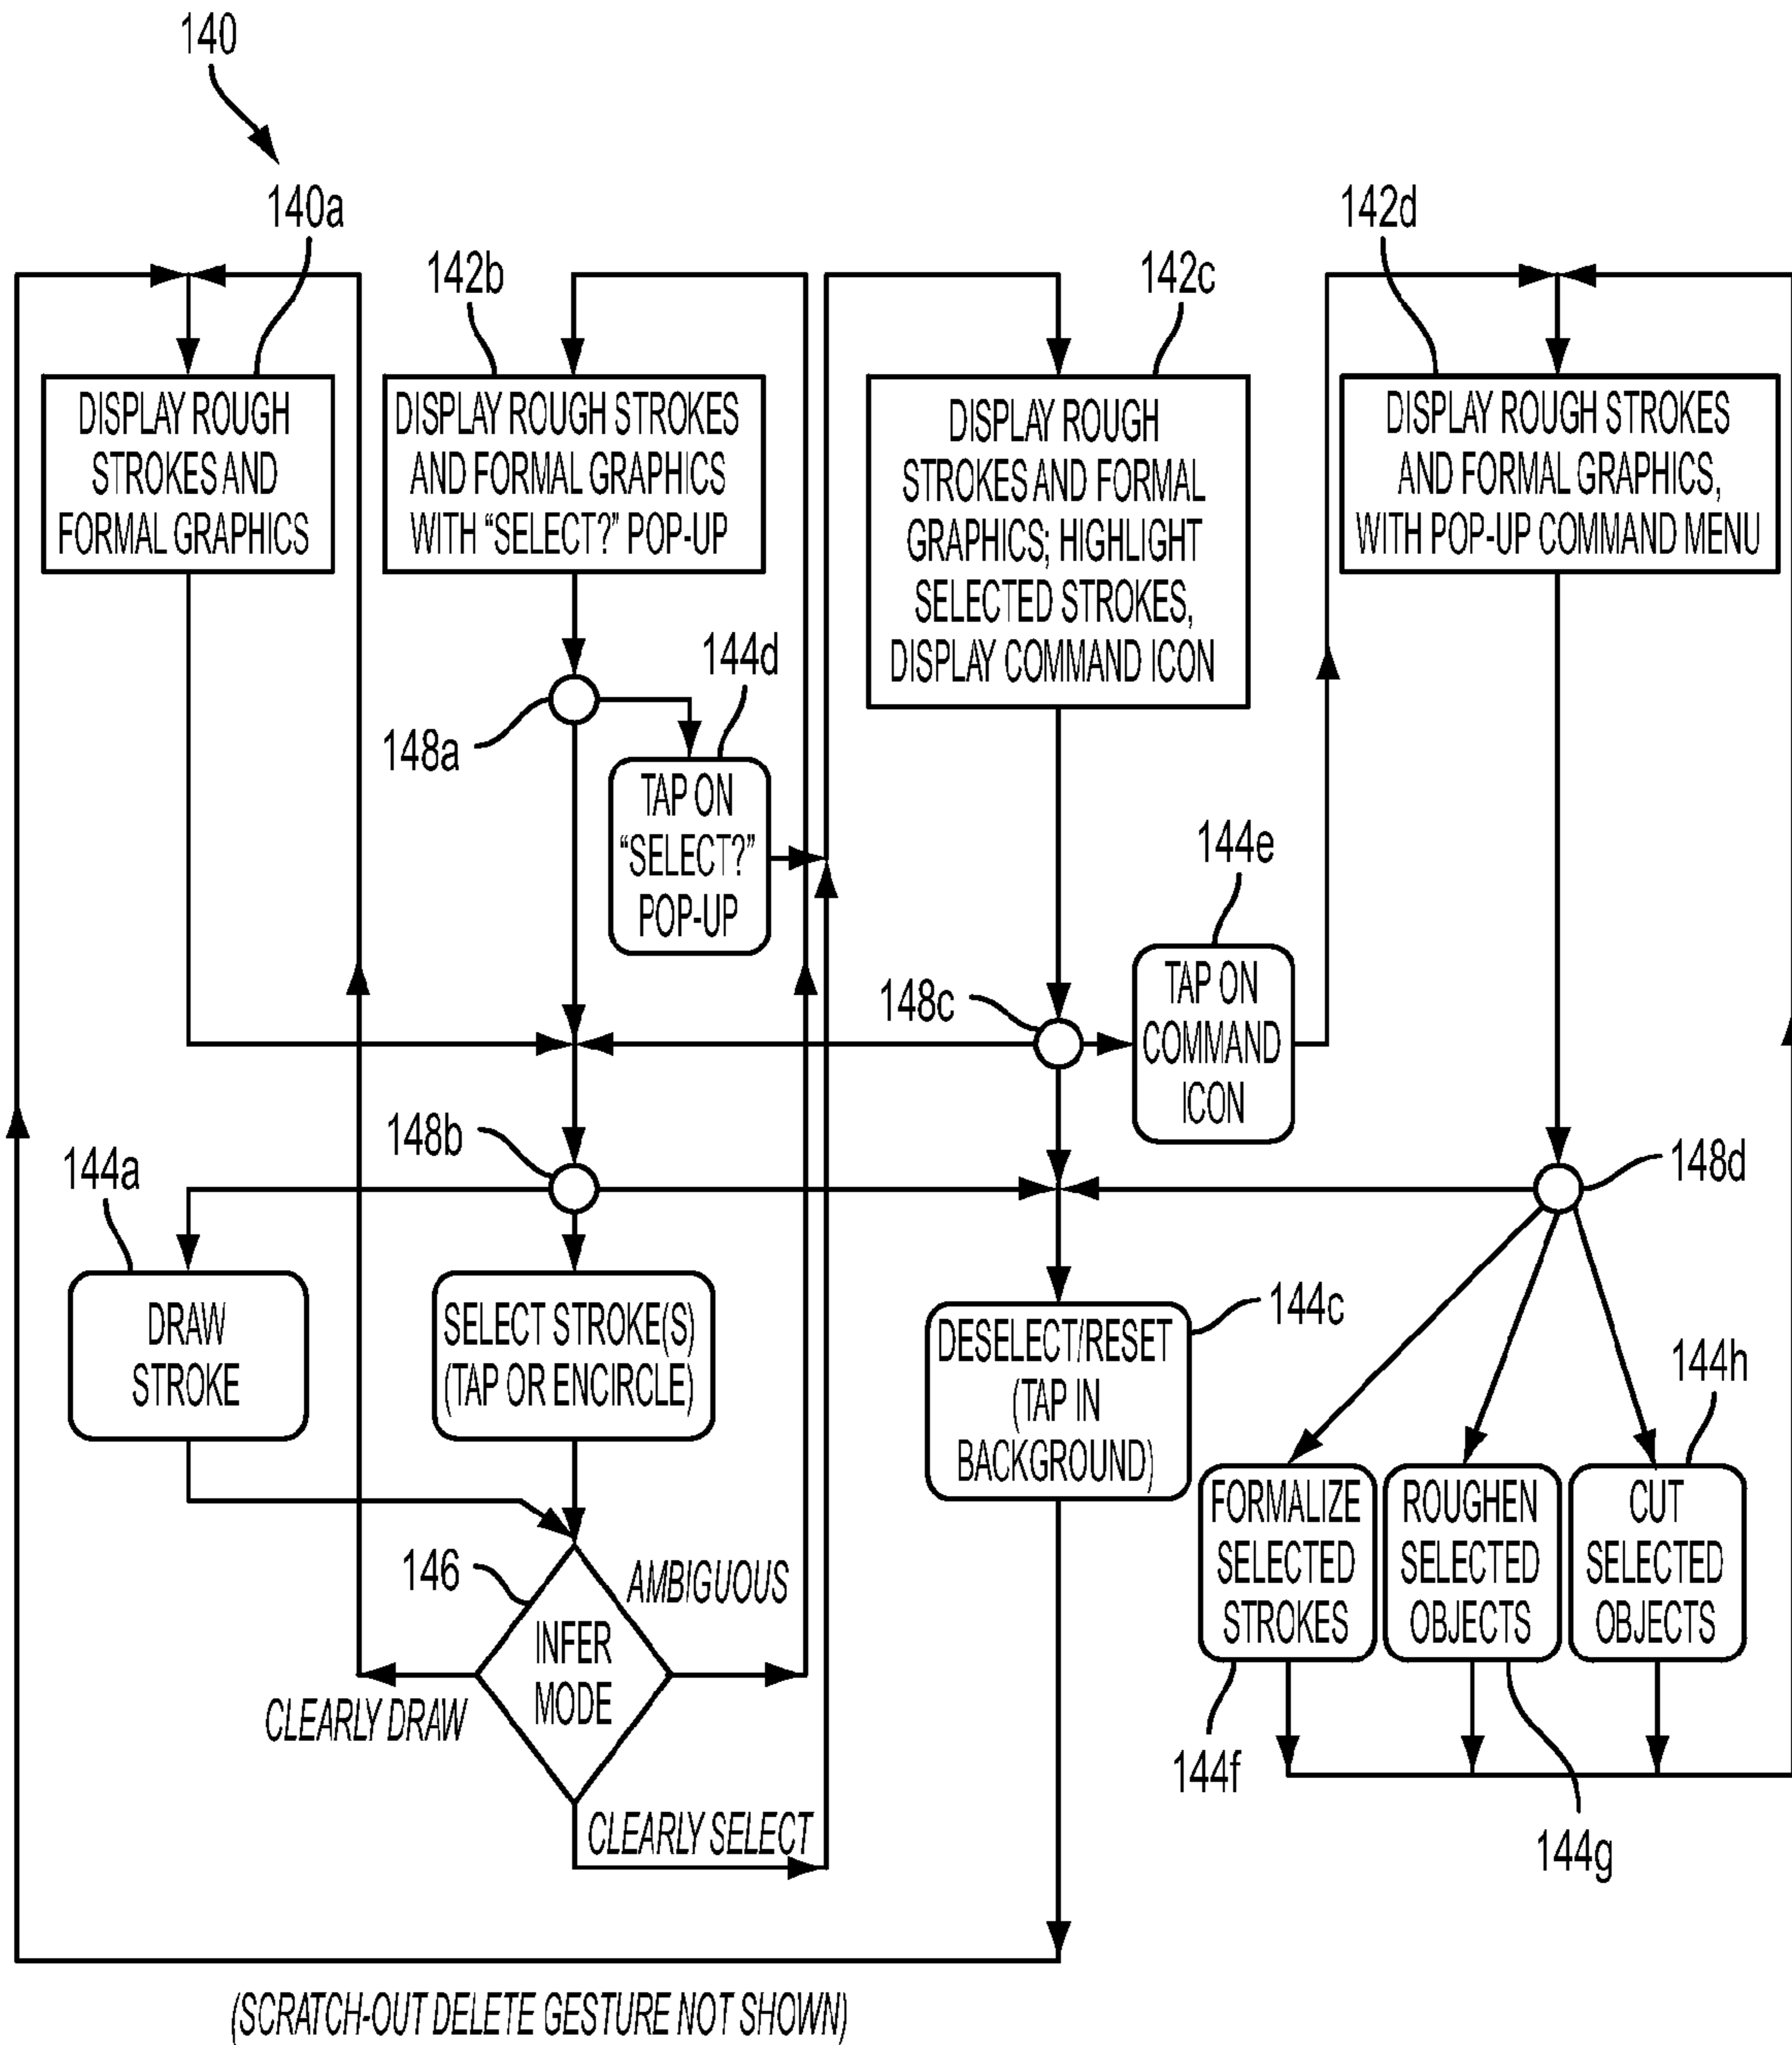 140
140a
142b
142c
142d
DISPLAY ROUGH
STROKES AND
FORMAL GRAPHICS
DISPLAY ROUGH STROKES
AND FORMAL GRAPHICS
WITH “SELECT?” POP-UP
DISPLAY ROUGH
STROKES AND FORMAL
GRAPHICS; HIGHLIGHT
SELECTED STROKES,
DISPLAY COMMAND ICON
DISPLAY ROUGH STROKES
AND FORMAL GRAPHICS,
WITH POP-UP COMMAND MENU
148a
144d
TAP ON
“SELECT?”
POP-UP
144e
148c
TAP ON
COMMAND
ICON
144a
148b
148d
DRAW
STROKE
SELECT STROKE(S)
(TAP OR ENCIRCLE)
144c
DESELECT/RESET
(TAP IN
BACKGROUND)
144h
FORMALIZE
SELECTED
STROKES
ROUGHEN
SELECTED
OBJECTS
CUT
SELECTED
OBJECTS
146
AMBIGUOUS
INFER
MODE
CLEARLY DRAW
CLEARLY SELECT
144f
144g
(SCRATCH-OUT DELETE GESTURE NOT SHOWN)